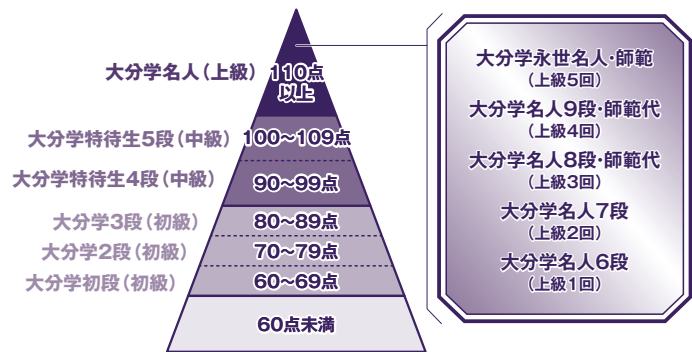 大分学名人（上級）
110点
以上
大分学特待生5段（中級）
100～109点
大分学特待生4段（中級）
90～99点
大分学3段（初級）
80～89点
大分学2段（初級）
70～79点
大分学初段（初級）
60～69点
60点未満
大分学永世名人・師範
（上級5回）
大分学名人9段・師範代
（上級4回）
大分学名人8段・師範代
（上級3回）
大分学名人7段
（上級2回）
大分学名人6段
（上級1回）